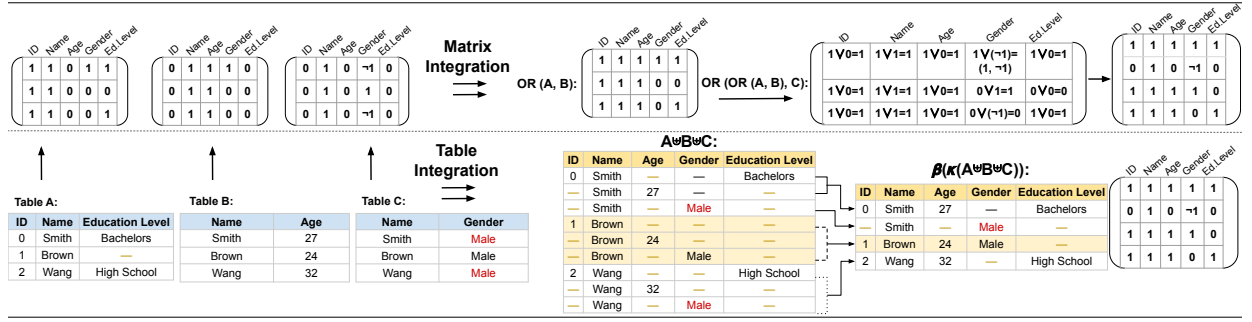 ID Name Age Gender Ed.Level
1 1 0 1 1
1 1 0 0 0
1 1 0 0 0
ID Name Age Gender Ed.Level
0 1 1 1 0
1 1 1 0 0
1 1 1 0 0
ID Name Age Gender Ed.Level
0 1 0 ¬1 0
1 1 0 0 0
1 1 0 ¬1 0
Matrix
Integration
OR (A, B):
ID Name Age Gender Ed.Level
1 1 1 1 1
1 1 1 0 0
1 1 1 0 1
OR (OR (A, B), C):
ID Name Age Gender Ed.Level
1∨0=1 1∨1=1 1∨0=1 1∨(¬1)= 1∨0=1
(1, ¬1)
1∨0=1 1∨1=1 1∨0=1 0∨1=1 0∨0=0
1∨0=1 1∨1=1 1∨0=1 0∨(¬1)=0 1∨0=1
ID Name Age Gender Ed.Level
1 1 1 1 1
0 1 0 ¬1 0
1 1 1 1 0
1 1 1 0 1
Table
Integration
Table A:
ID Name Education Level
0 Smith Bachelors
1 Brown —
2 Wang High School
Table B:
Name Age
Smith 27
Brown 24
Wang 32
Table C:
Name Gender
Smith Male
Brown Male
Wang Male
A⊎B⊎C:
ID Name Age Gender Education Level
0 Smith — — Bachelors
— Smith 27 — —
— Smith — Male —
1 Brown — — —
— Brown 24 — —
— Brown — Male —
2 Wang — — High School
— Wang 32 — —
— Wang — Male —
β(κ(A⊎B⊎C)):
ID Name Age Gender Education Level
0 Smith 27 — Bachelors
— Smith — Male —
1 Brown 24 Male —
2 Wang 32 — High School
ID Name Age Gender Ed.Level
1 1 1 1 1
0 1 0 ¬1 0
1 1 1 1 0
1 1 1 0 1